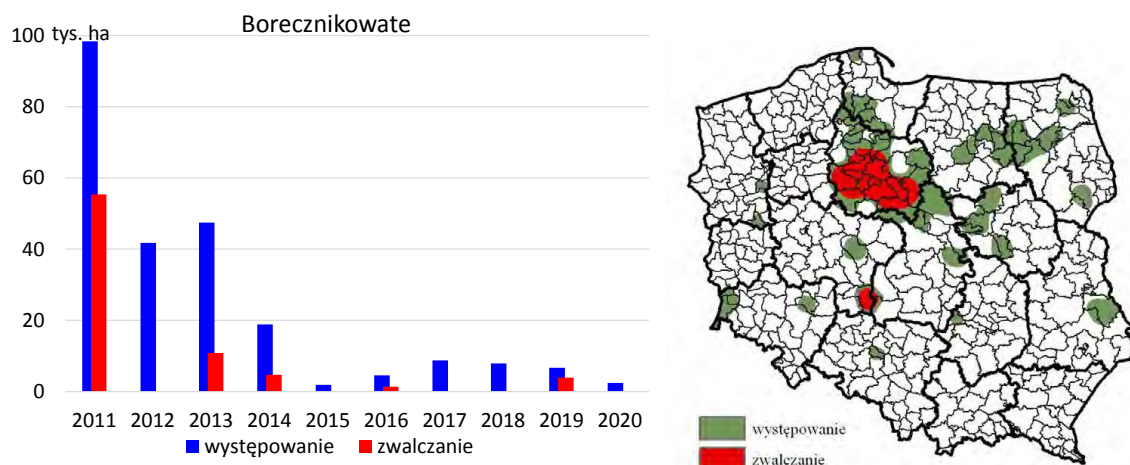 Borecznikowate
100 tys. ha
80
60
40
20
0
2011 2012 2013 2014 2015 2016 2017 2018 2019 2020
występowanie zwalczanie
występowanie
zwalczanie